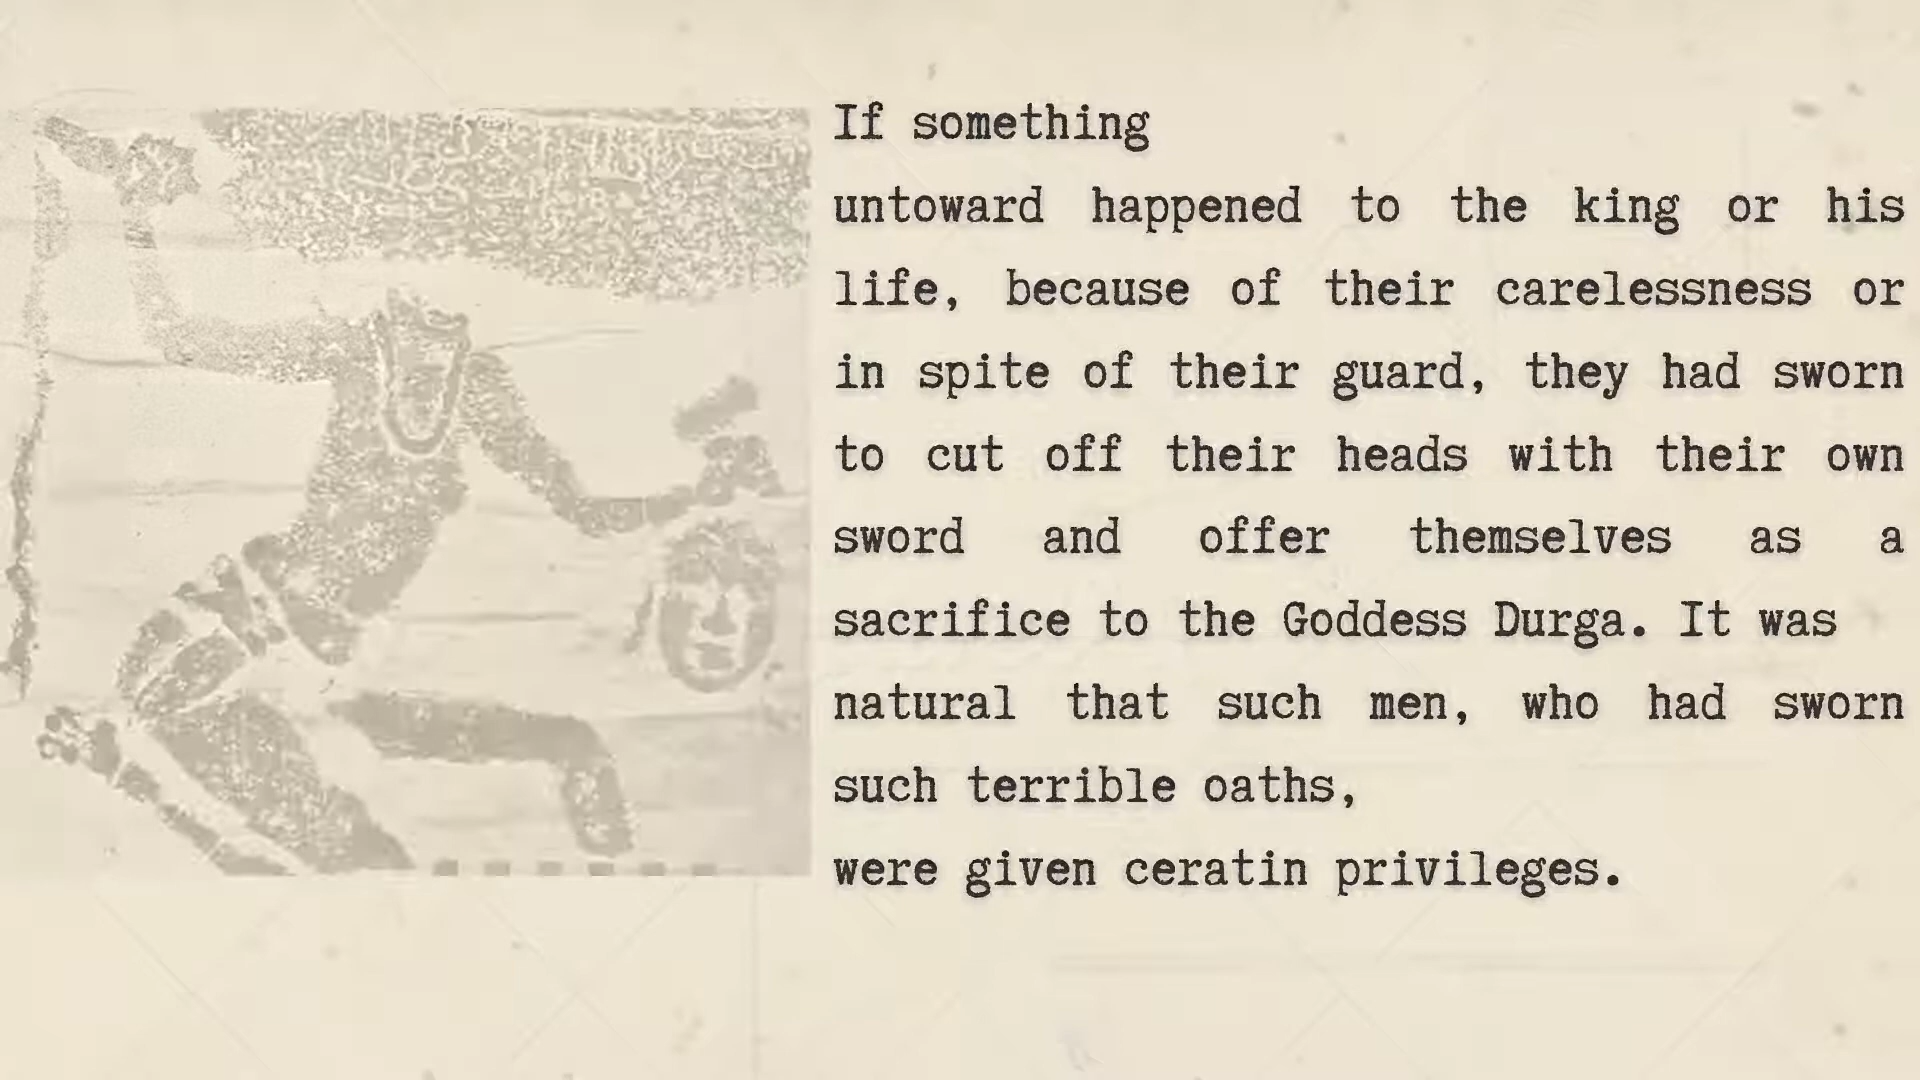 If something
untoward happened to the king or his
life, because of their carelessness or
in spite of their guard, they had sworn
to cut off their heads with their own
sword and offer themselves as a
sacrifice to the Goddess Durga. It was
natural that such men, who had sworn
such terrible oaths,
were given ceratin privileges.